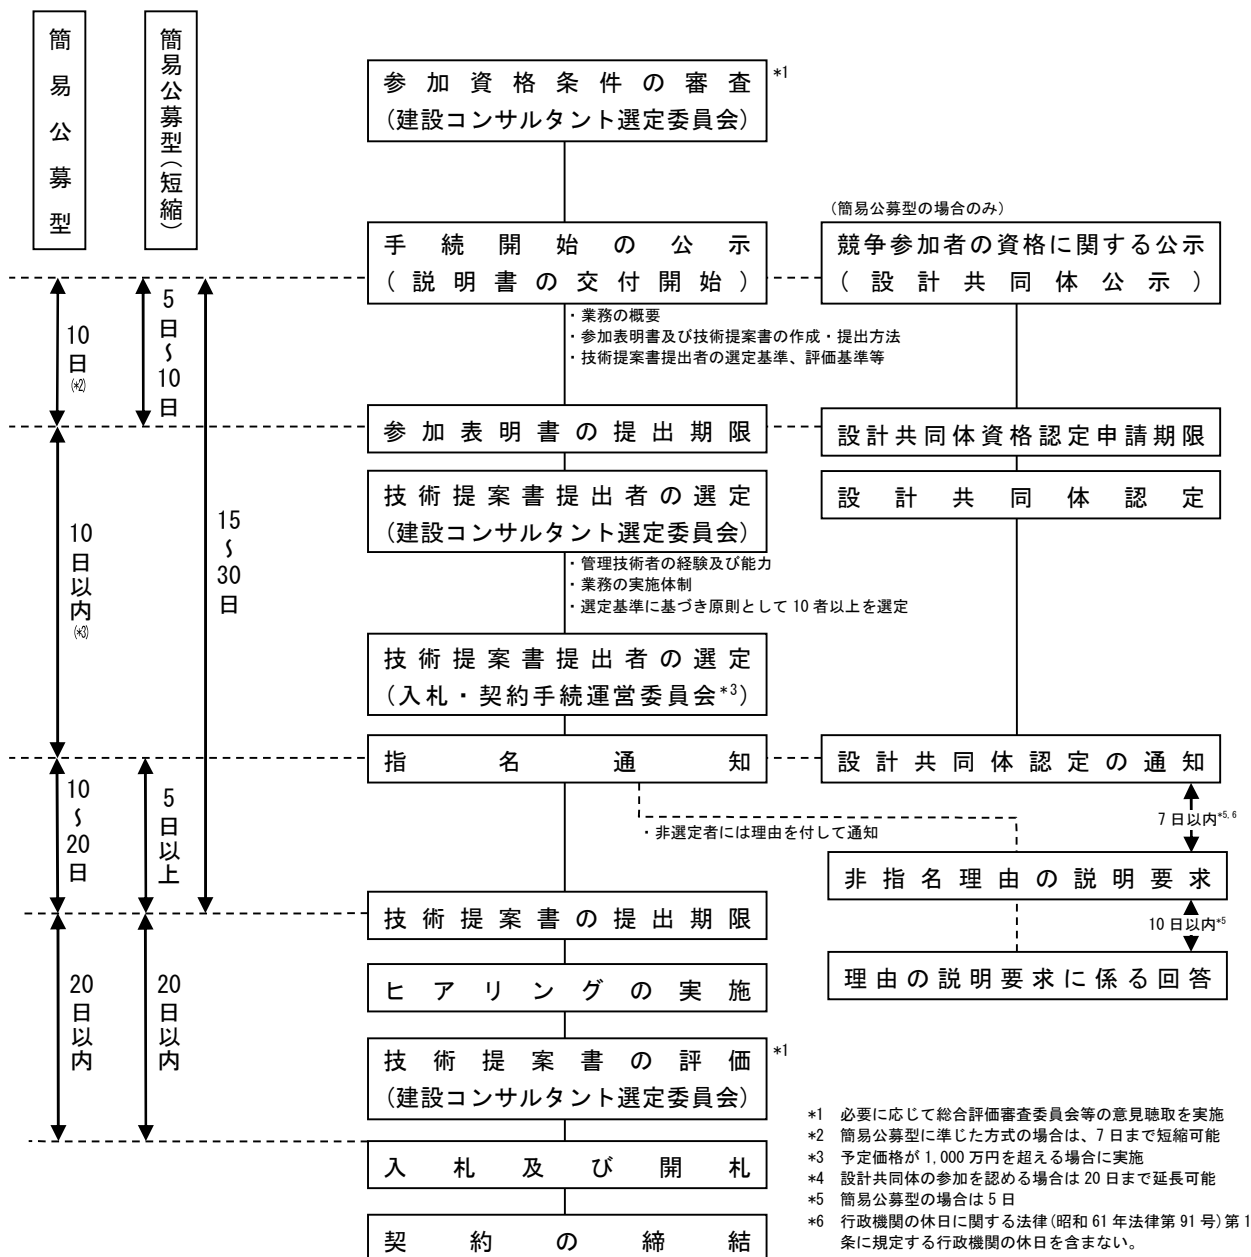 簡易公募型
簡易公募型（短縮）
参加資格条件の審査 *1
（建設コンサルタント選定委員会）
（簡易公募型の場合のみ）
手続開始の公示
（説明書の交付開始）
競争参加者の資格に関する公示
（設計共同体公示）
・業務の概要
・参加表明書及び技術提案書の作成・提出方法
・技術提案書提出者の選定基準、評価基準等
10日(*2)
5日～10日
参加表明書の提出期限
設計共同体資格認定申請期限
技術提案書提出者の選定
（建設コンサルタント選定委員会）
設計共同体認定
・管理技術者の経験及び能力
・業務の実施体制
・選定基準に基づき原則として10者以上を選定
10日以内(*3)
15～30日
技術提案書提出者の選定
（入札・契約手続運営委員会*3）
指名通知
設計共同体認定の通知
10～20日
5日以上
・非選定者には理由を付して通知
7日以内*5,6
非指名理由の説明要求
10日以内*5
理由の説明要求に係る回答
技術提案書の提出期限
20日以内
20日以内
ヒアリングの実施
技術提案書の評価 *1
（建設コンサルタント選定委員会）
入札及び開札
契約の締結
*1 必要に応じて総合評価審査委員会等の意見聴取を実施
*2 簡易公募型に準じた方式の場合は、7日まで短縮可能
*3 予定価格が1,000万円を超える場合に実施
*4 設計共同体の参加を認める場合は20日まで延長可能
*5 簡易公募型の場合は5日
*6 行政機関の休日に関する法律(昭和61年法律第91号)第1
条に規定する行政機関の休日を含まない。